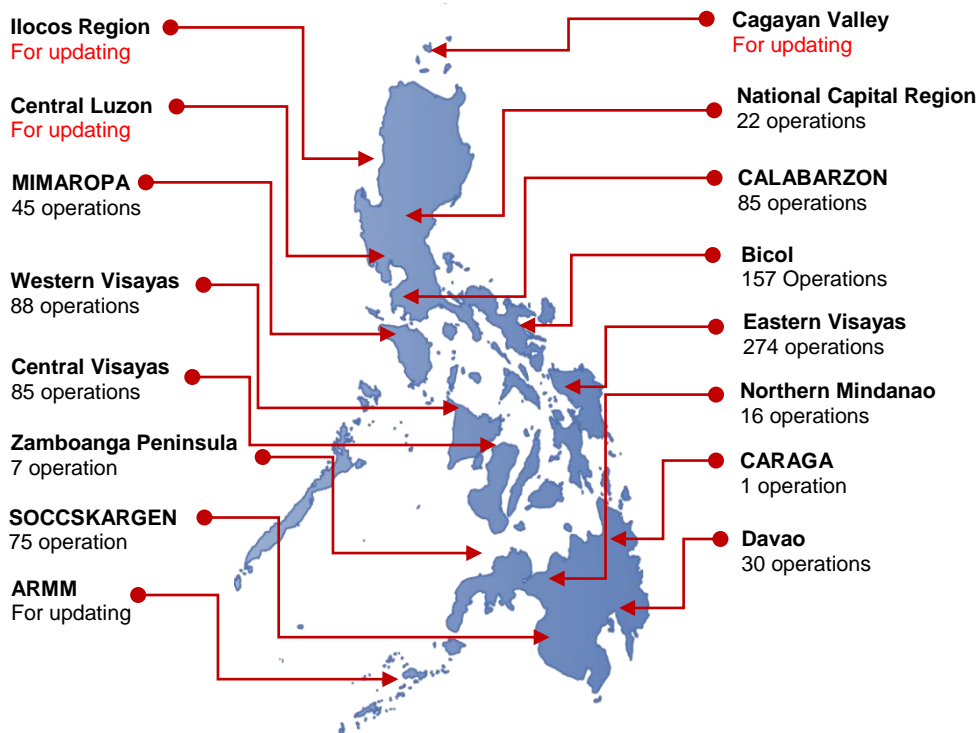 Ilocos Region
For updating
Central Luzon
For updating
MIMAROPA
45 operations
Western Visayas
88 operations
Central Visayas
85 operations
Zamboanga Peninsula
7 operation
SOCCSKARGEN
75 operation
ARMM
For updating
Cagayan Valley
For updating
National Capital Region
22 operations
CALABARZON
85 operations
Bicol
157 Operations
Eastern Visayas
274 operations
Northern Mindanao
16 operations
CARAGA
1 operation
Davao
30 operations